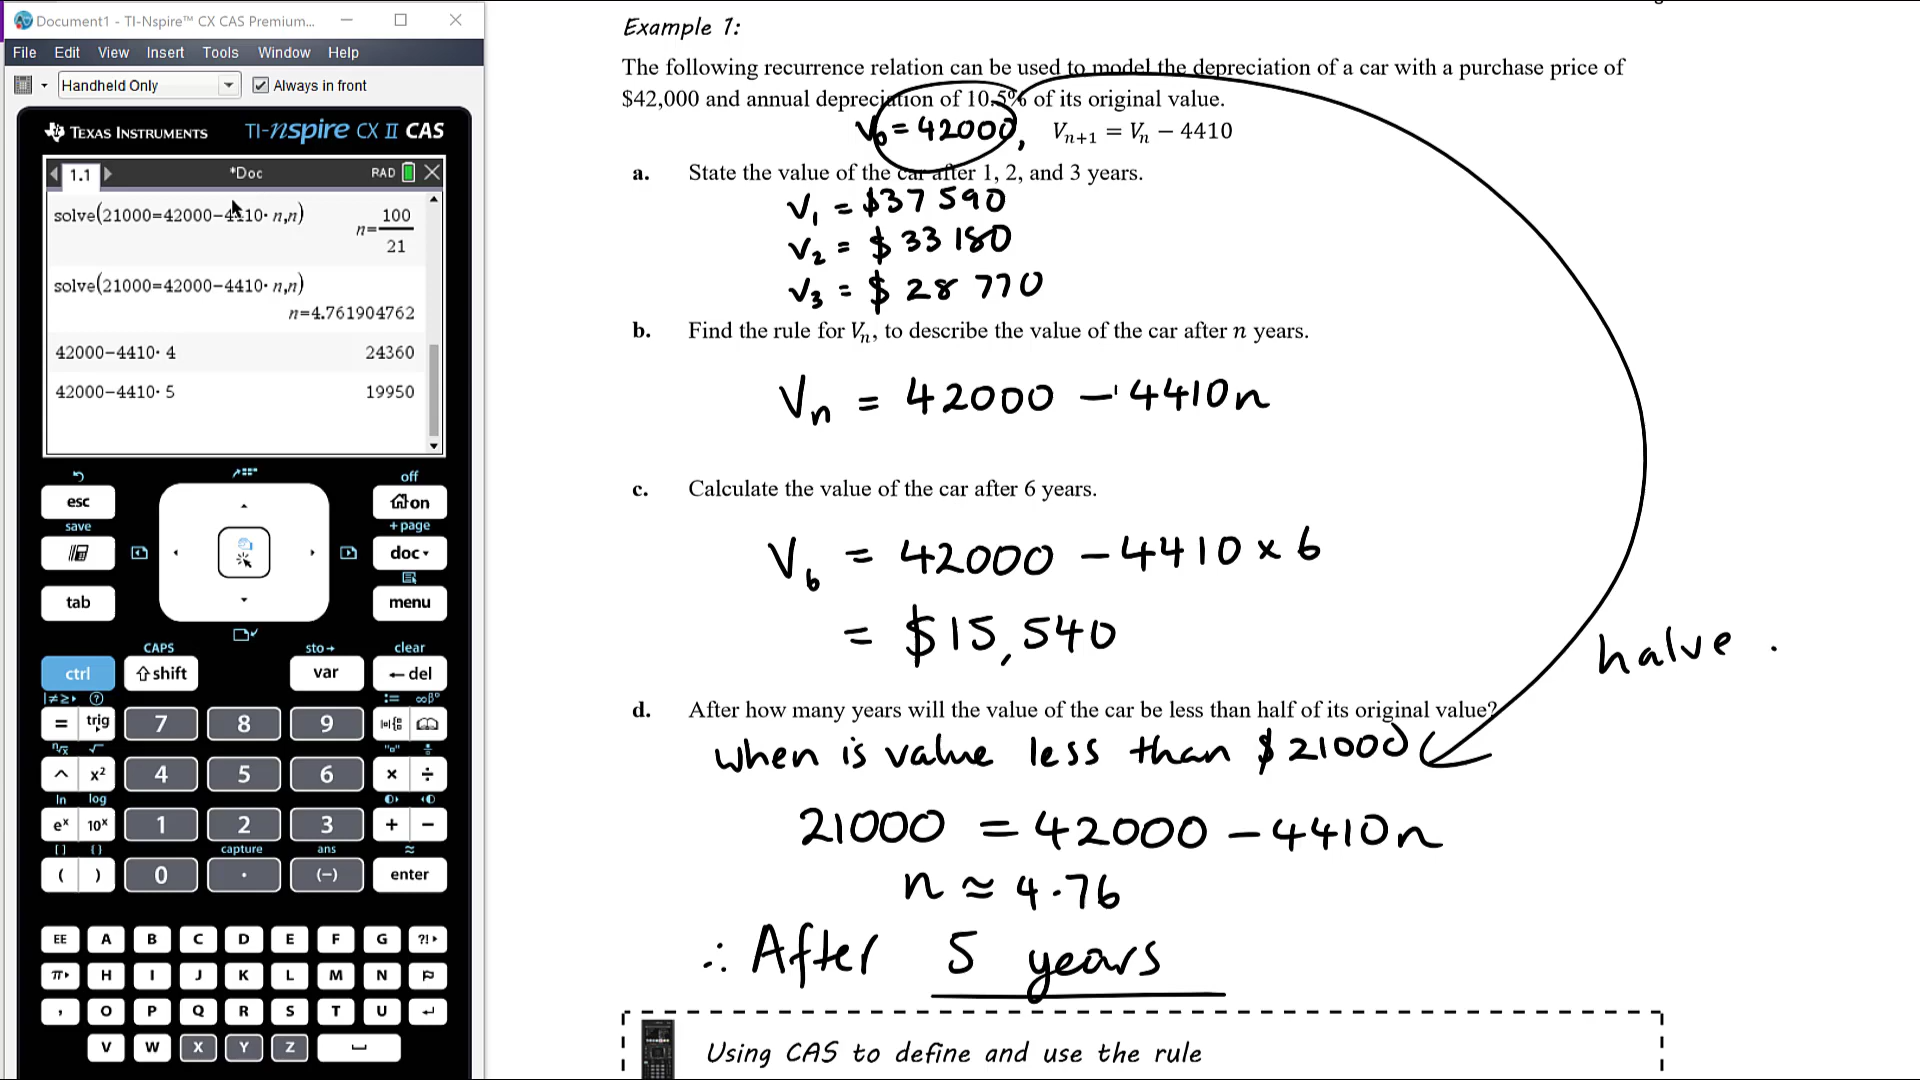 Document1 - TI-Nspire™ CX CAS Premium...
File Edit View Insert Tools Window Help
Handheld Only Always in front
TEXAS INSTRUMENTS TI-nspire CX II CAS
1.1 *Doc RAD
solve(21000=42000−4410·n,n) n=100/21
solve(21000=42000−4410·n,n)
n=4.761904762
42000−4410·4 24360
42000−4410·5 19950
off
esc on
save + page
doc
tab menu
CAPS sto→ clear
ctrl shift var ←del
= trig 7 8 9
^ x² 4 5 6 × ÷
ln log
eˣ 10ˣ 1 2 3 + −
[] {} capture ans ≈
( ) 0 . (−) enter
EE A B C D E F G ?!▸
π▸ H I J K L M N
, O P Q R S T U ↵
V W X Y Z
Example 1:
The following recurrence relation can be used to model the depreciation of a car with a purchase price of
$42,000 and annual depreciation of 10.5% of its original value.
V₀ = 42000, Vₙ₊₁ = Vₙ − 4410
a. State the value of the car after 1, 2, and 3 years.
V₁ = $37 590
V₂ = $ 33 180
V₃ = $ 28 770
b. Find the rule for Vₙ, to describe the value of the car after n years.
Vₙ = 42000 − 4410n
c. Calculate the value of the car after 6 years.
V₆ = 42000 − 4410 × 6
= $15,540
halve .
d. After how many years will the value of the car be less than half of its original value?
when is value less than $21000
21000 = 42000 − 4410n
n ≈ 4.76
∴ After 5 years
Using CAS to define and use the rule